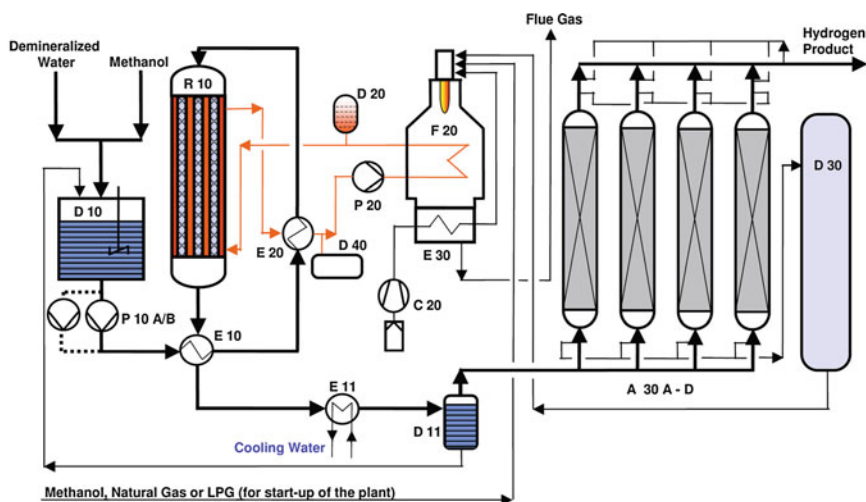 Flue Gas
Hydrogen
Product
Demineralized
Water
Methanol
R 10
D 20
F 20
D 30
P 20
D 10
E 20
D 40
E 30
C 20
P 10 A/B
E 10
E 11
A 30 A - D
D 11
Cooling Water
Methanol, Natural Gas or LPG (for start-up of the plant)